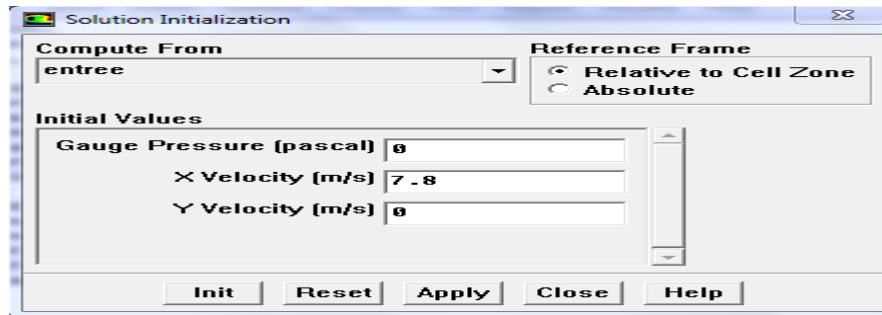 Solution Initialization
Compute From
entree
Reference Frame
Relative to Cell Zone
Absolute
Initial Values
Gauge Pressure (pascal) 0
X Velocity (m/s) 7.8
Y Velocity (m/s) 0
Init Reset Apply Close Help